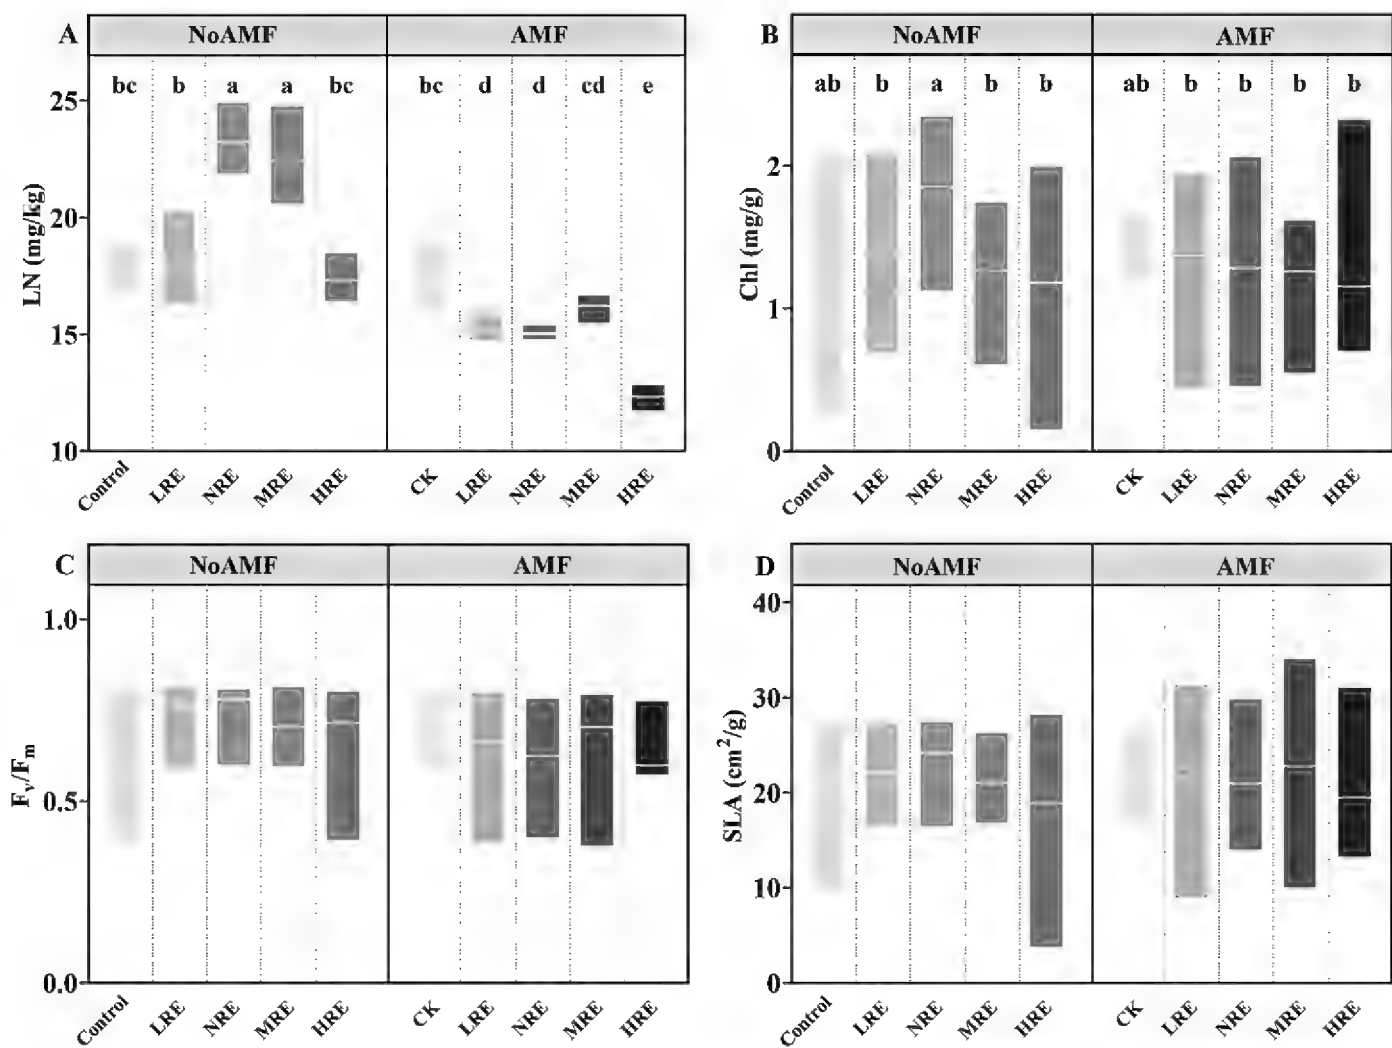 A NoAMF AMF
bc b a a bc bc d d cd e
25
20
15
10
LN (mg/kg)
Control LRE NRE MRE HRE CK LRE NRE MRE HRE
B NoAMF AMF
ab b a b b ab b b b b
2
1
0
Chl (mg/g)
Control LRE NRE MRE HRE CK LRE NRE MRE HRE
C NoAMF AMF
1.0
0.5
0.0
Fv/Fm
Control LRE NRE MRE HRE CK LRE NRE MRE HRE
D NoAMF AMF
40
30
20
10
0
SLA (cm²/g)
Control LRE NRE MRE HRE CK LRE NRE MRE HRE